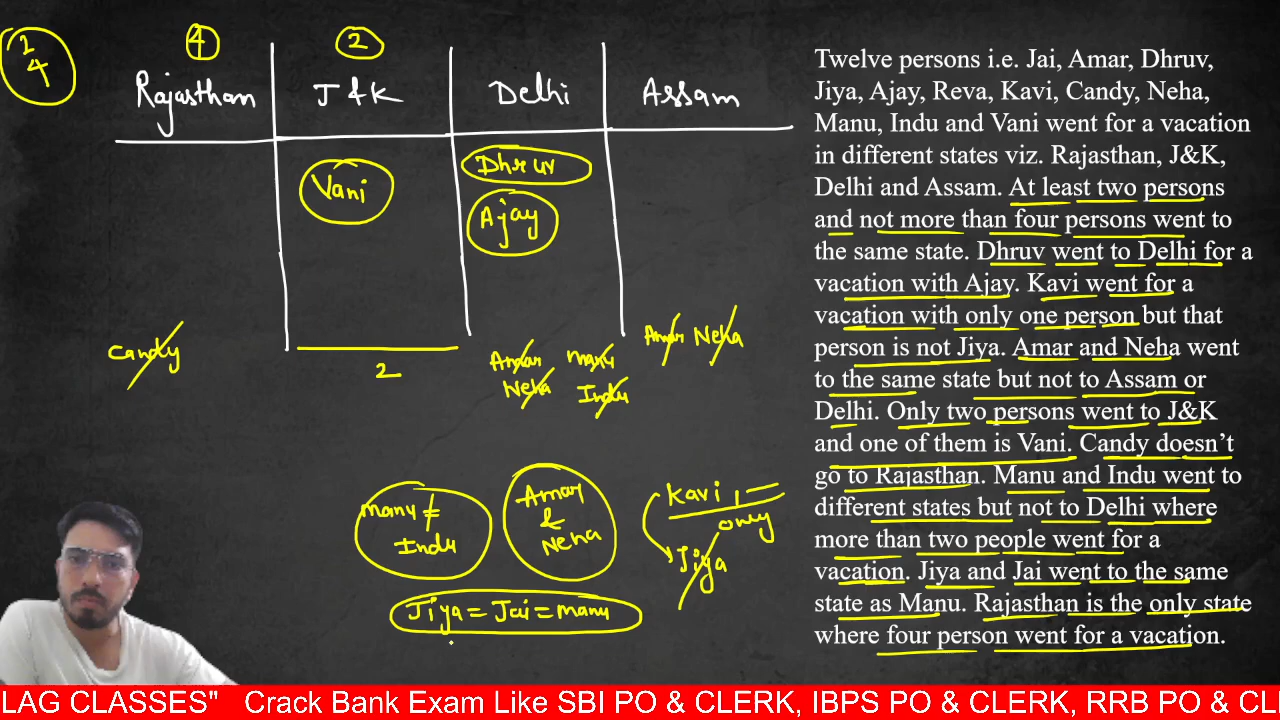 2
4
④
②
Rajasthan J&K Delhi Assam
Vani
Dhruv
Ajay
Candy
2
Amar Manu
Neha Indu
Amar Neha
Manu ≠
Indu
Amar
&
Neha
Kavi,
only
Jiya
Jiya = Jai = Manu
Twelve persons i.e. Jai, Amar, Dhruv,
Jiya, Ajay, Reva, Kavi, Candy, Neha,
Manu, Indu and Vani went for a vacation
in different states viz. Rajasthan, J&K,
Delhi and Assam. At least two persons
and not more than four persons went to
the same state. Dhruv went to Delhi for a
vacation with Ajay. Kavi went for a
vacation with only one person but that
person is not Jiya. Amar and Neha went
to the same state but not to Assam or
Delhi. Only two persons went to J&K
and one of them is Vani. Candy doesn’t
go to Rajasthan. Manu and Indu went to
different states but not to Delhi where
more than two people went for a
vacation. Jiya and Jai went to the same
state as Manu. Rajasthan is the only state
where four person went for a vacation.
LAG CLASSES" Crack Bank Exam Like SBI PO & CLERK, IBPS PO & CLERK, RRB PO & CL